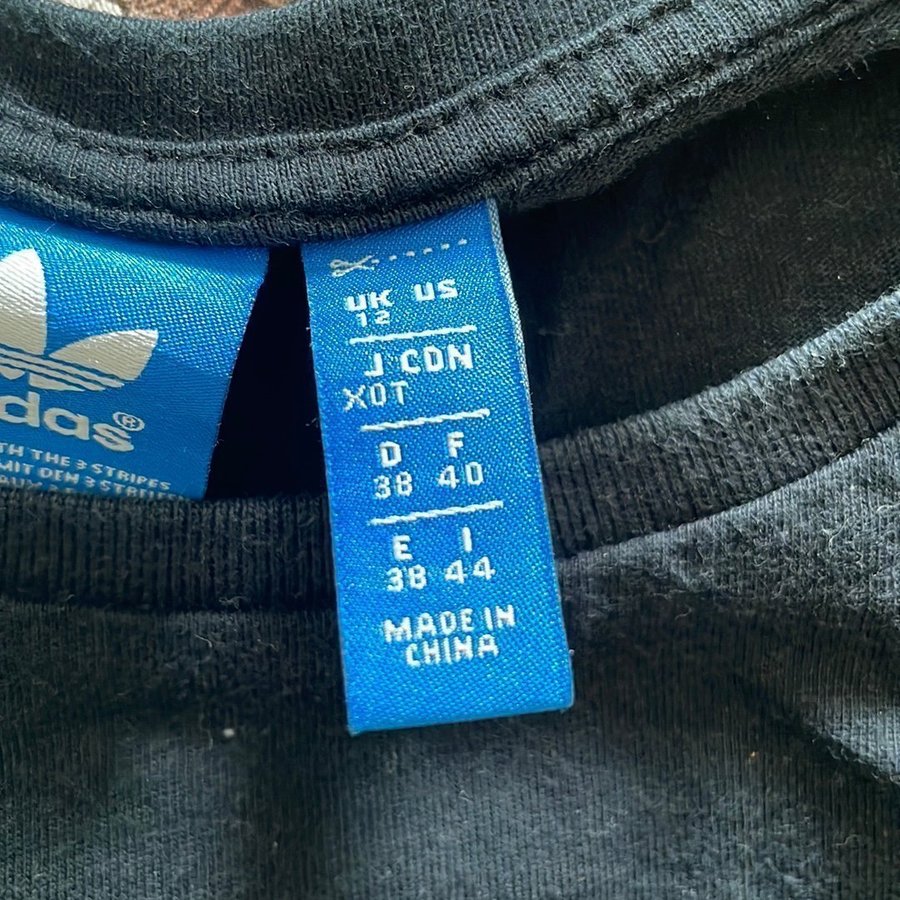 das®
TH THE 3 STRIPES
MIT DEN 3 STREIFEN
UK US
12
J CDN
XOT
D F
38 40
E I
38 44
MADE IN
CHINA